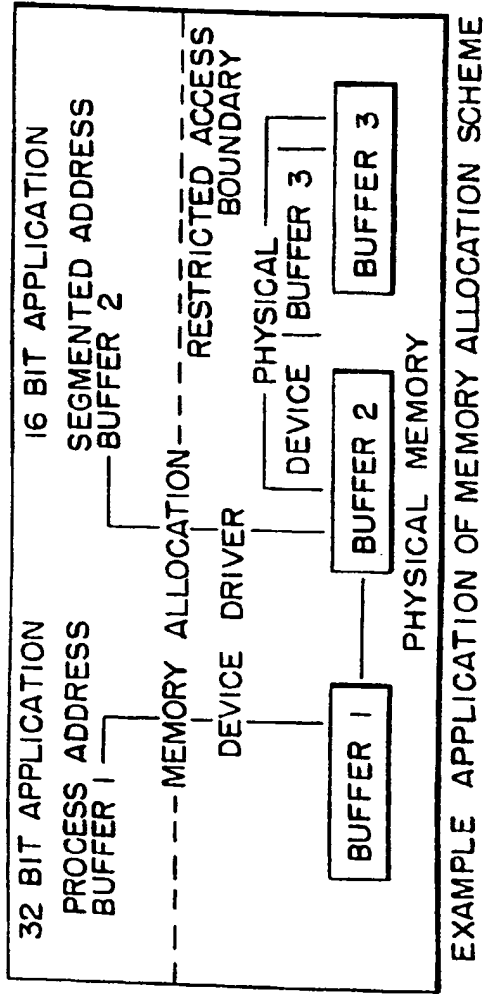 32 BIT APPLICATION
16 BIT APPLICATION
PROCESS ADDRESS
BUFFER 1
SEGMENTED ADDRESS
BUFFER 2
MEMORY ALLOCATION
DEVICE DRIVER
RESTRICTED ACCESS
BOUNDARY
PHYSICAL
DEVICE BUFFER 3
BUFFER 1
BUFFER 2
BUFFER 3
PHYSICAL MEMORY
EXAMPLE APPLICATION OF MEMORY ALLOCATION SCHEME